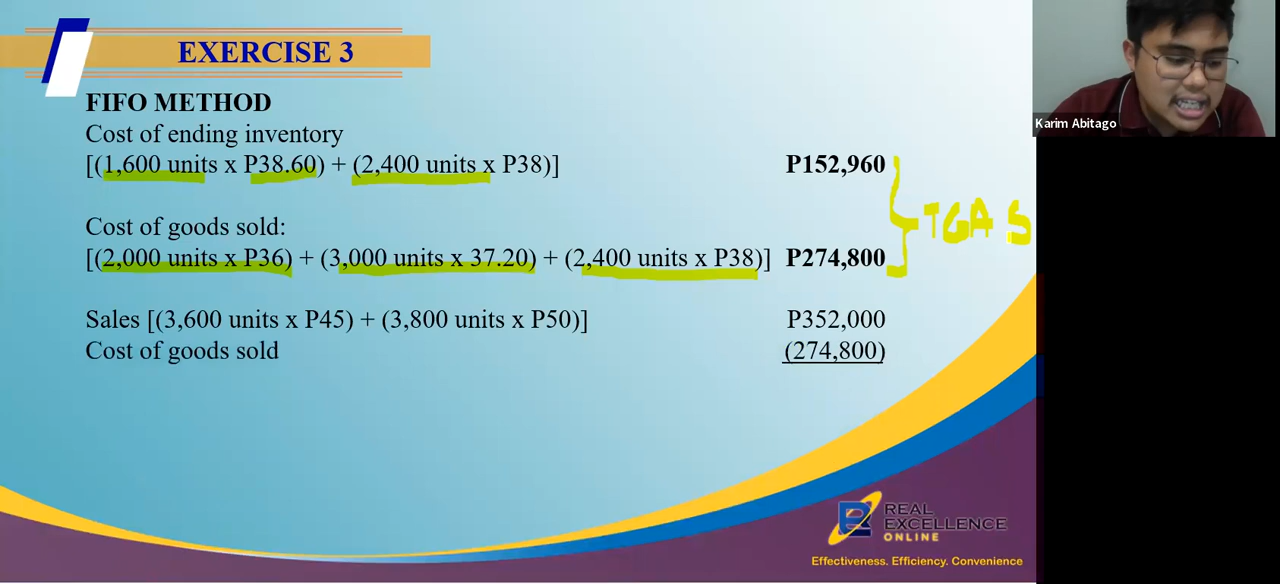 EXERCISE 3
FIFO METHOD
Cost of ending inventory
[(1,600 units x P38.60) + (2,400 units x P38)] P152,960
TGAS
Cost of goods sold:
[(2,000 units x P36) + (3,000 units x 37.20) + (2,400 units x P38)] P274,800
Sales [(3,600 units x P45) + (3,800 units x P50)] P352,000
Cost of goods sold (274,800)
Karim Abitago
REAL
EXCELLENCE
ONLINE
Effectiveness. Efficiency. Convenience